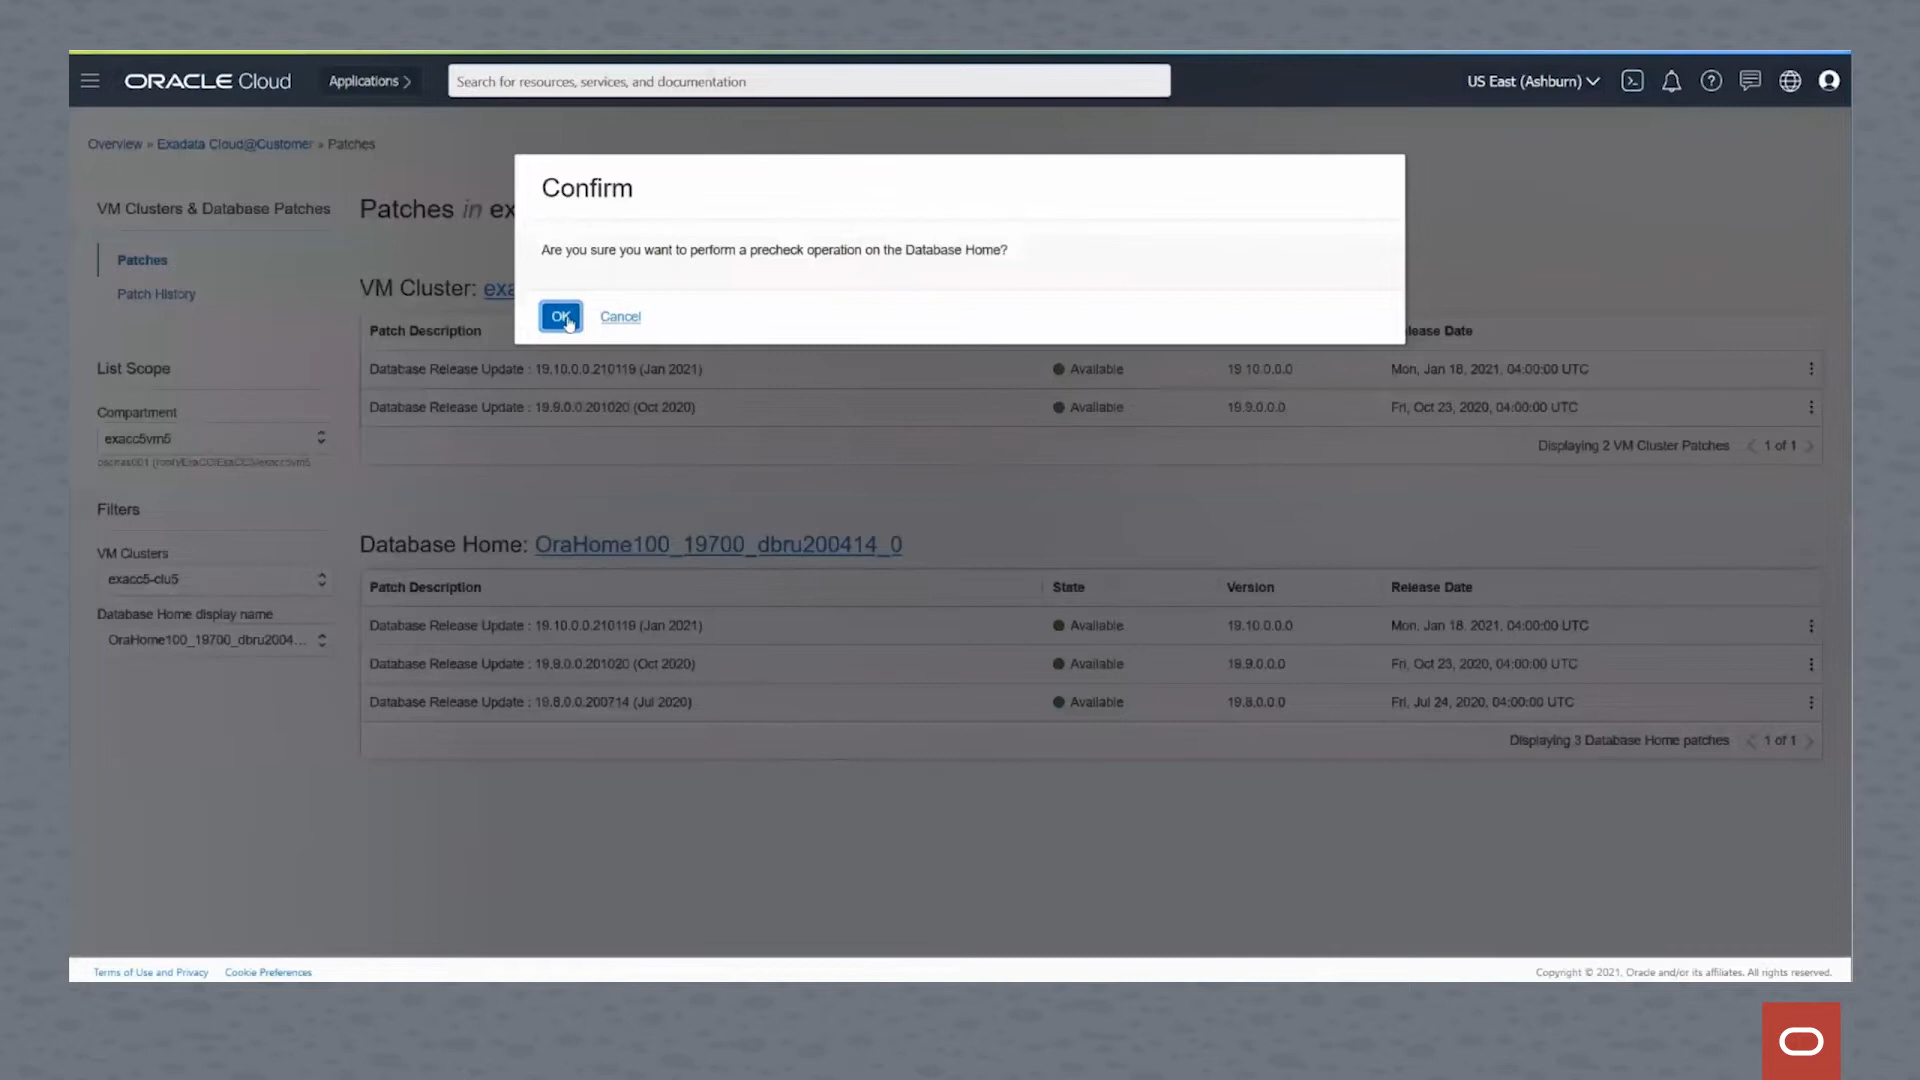 ORACLE Cloud
Applications
Search for resources, services, and documentation
US East (Ashburn)
Overview » Exadata Cloud@Customer » Patches
Confirm
Are you sure you want to perform a precheck operation on the Database Home?
OK
Cancel
VM Clusters & Database Patches
Patches
Patch History
List Scope
Compartment
exacc5vm5
Filters
VM Clusters
exacc5-clu5
Database Home display name
OraHome100_19700_dbru2004...
Patches in ex
VM Cluster: exa
Patch Description
lease Date
Database Release Update : 19.10.0.0.210119 (Jan 2021) Available 19.10.0.0.0 Mon, Jan 18, 2021, 04:00:00 UTC
Database Release Update : 19.9.0.0.201020 (Oct 2020) Available 19.9.0.0.0 Fri, Oct 23, 2020, 04:00:00 UTC
Displaying 2 VM Cluster Patches < 1 of 1 >
Database Home: OraHome100_19700_dbru200414_0
Patch Description State Version Release Date
Database Release Update : 19.10.0.0.210119 (Jan 2021) Available 19.10.0.0.0 Mon, Jan 18, 2021, 04:00:00 UTC
Database Release Update : 19.9.0.0.201020 (Oct 2020) Available 19.9.0.0.0 Fri, Oct 23, 2020, 04:00:00 UTC
Database Release Update : 19.8.0.0.200714 (Jul 2020) Available 19.8.0.0.0 Fri, Jul 24, 2020, 04:00:00 UTC
Displaying 3 Database Home patches < 1 of 1 >
Terms of Use and Privacy
Cookie Preferences
Copyright © 2021, Oracle and/or its affiliates. All rights reserved.